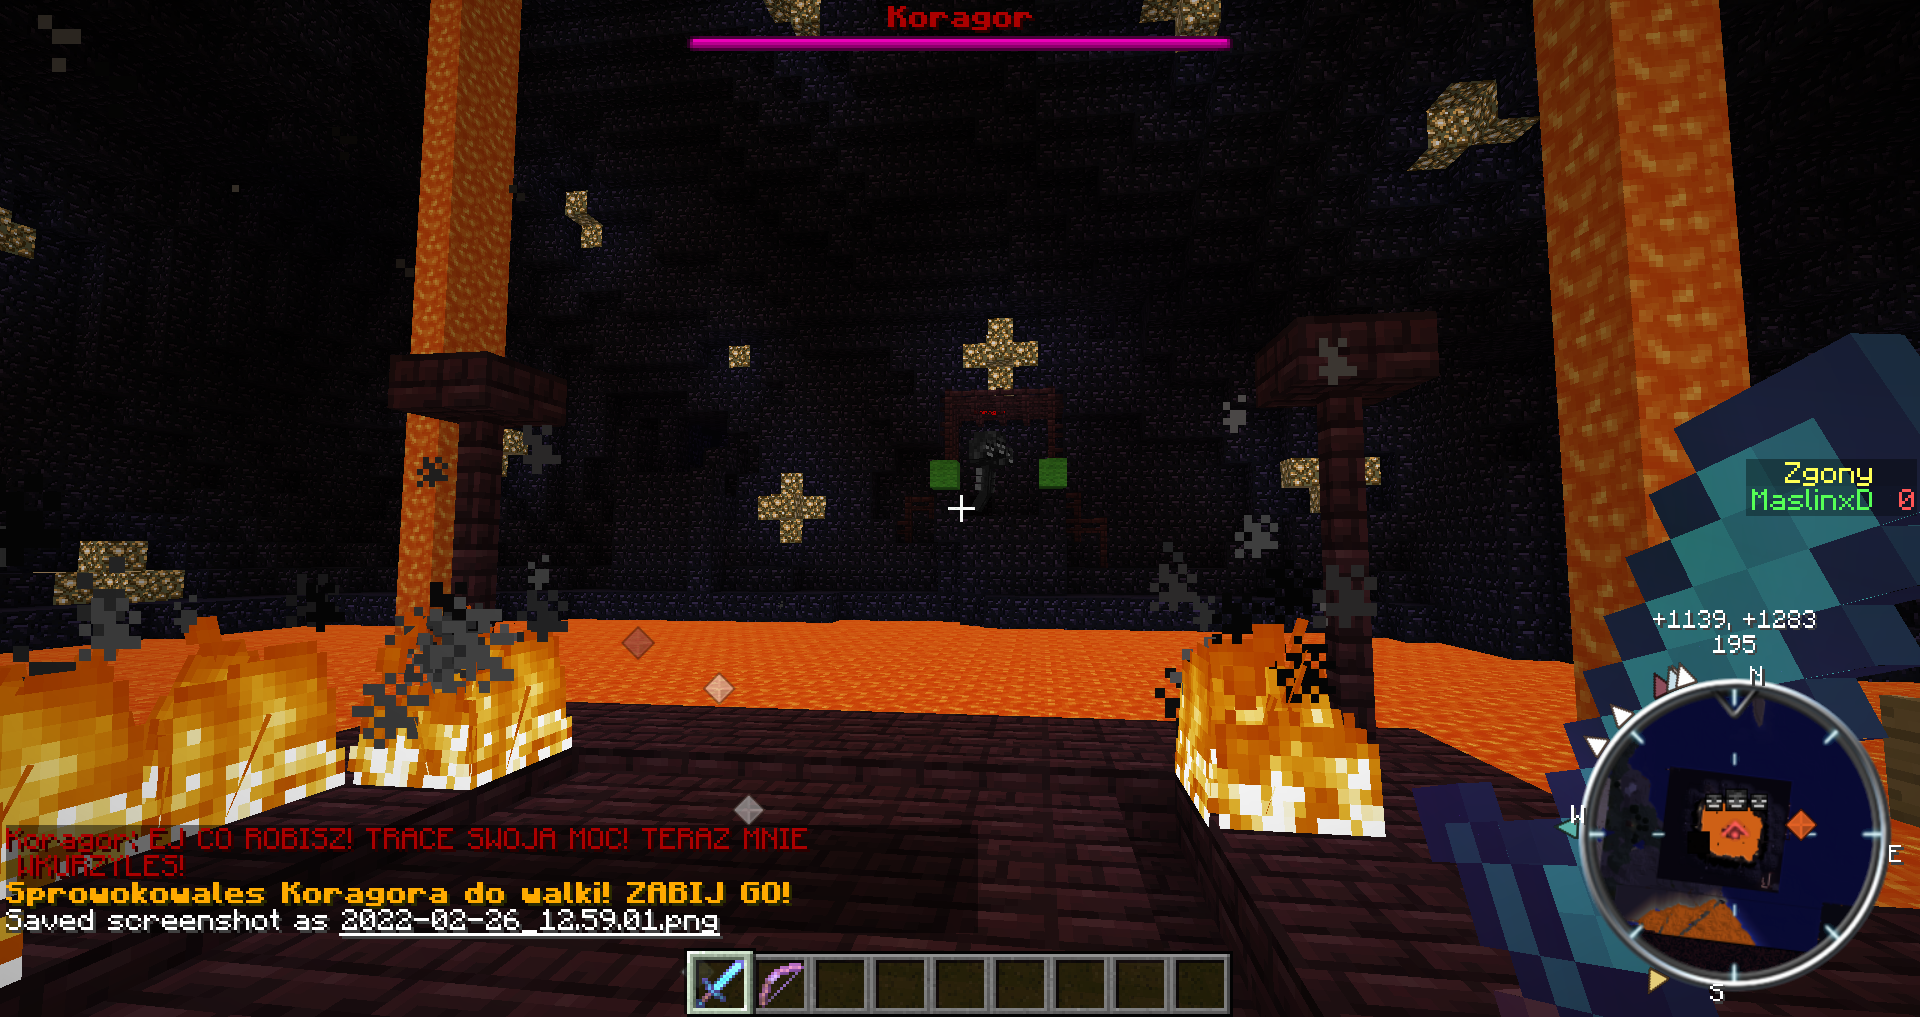 Koragor
Zgony
MaslinxD 0
+1139, +1283
195
N
W
E
S
Koragor: EJ CO ROBISZ! TRACE SWOJA MOC! TERAZ MNIE
WKURZYLES!
Sprowokowales Koragora do walki! ZABIJ GO!
Saved screenshot as 2022-02-26_12.59.01.png